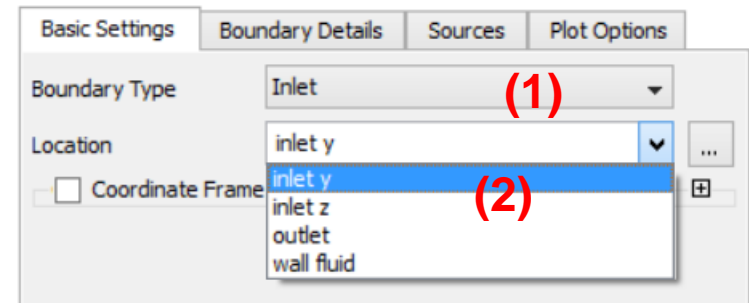 Basic Settings Boundary Details Sources Plot Options
Boundary Type Inlet (1)
Location inlet y ...
Coordinate Frame inlet y (2)
inlet z
outlet
wall fluid